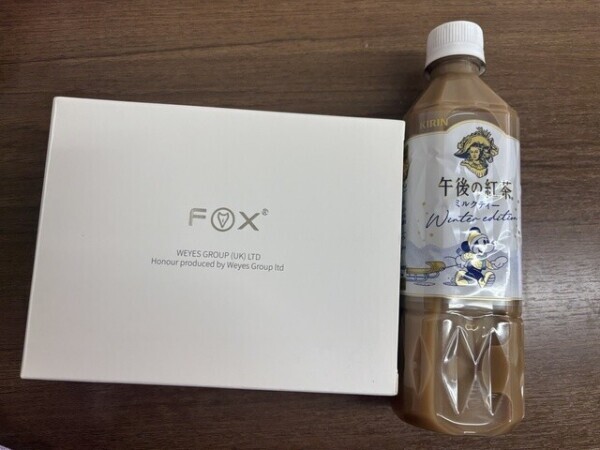 FOX®
WEYES GROUP (UK) LTD
Honour produced by Weyes Group ltd
KIRIN
午後の紅茶
ミルクティー
Winter edition